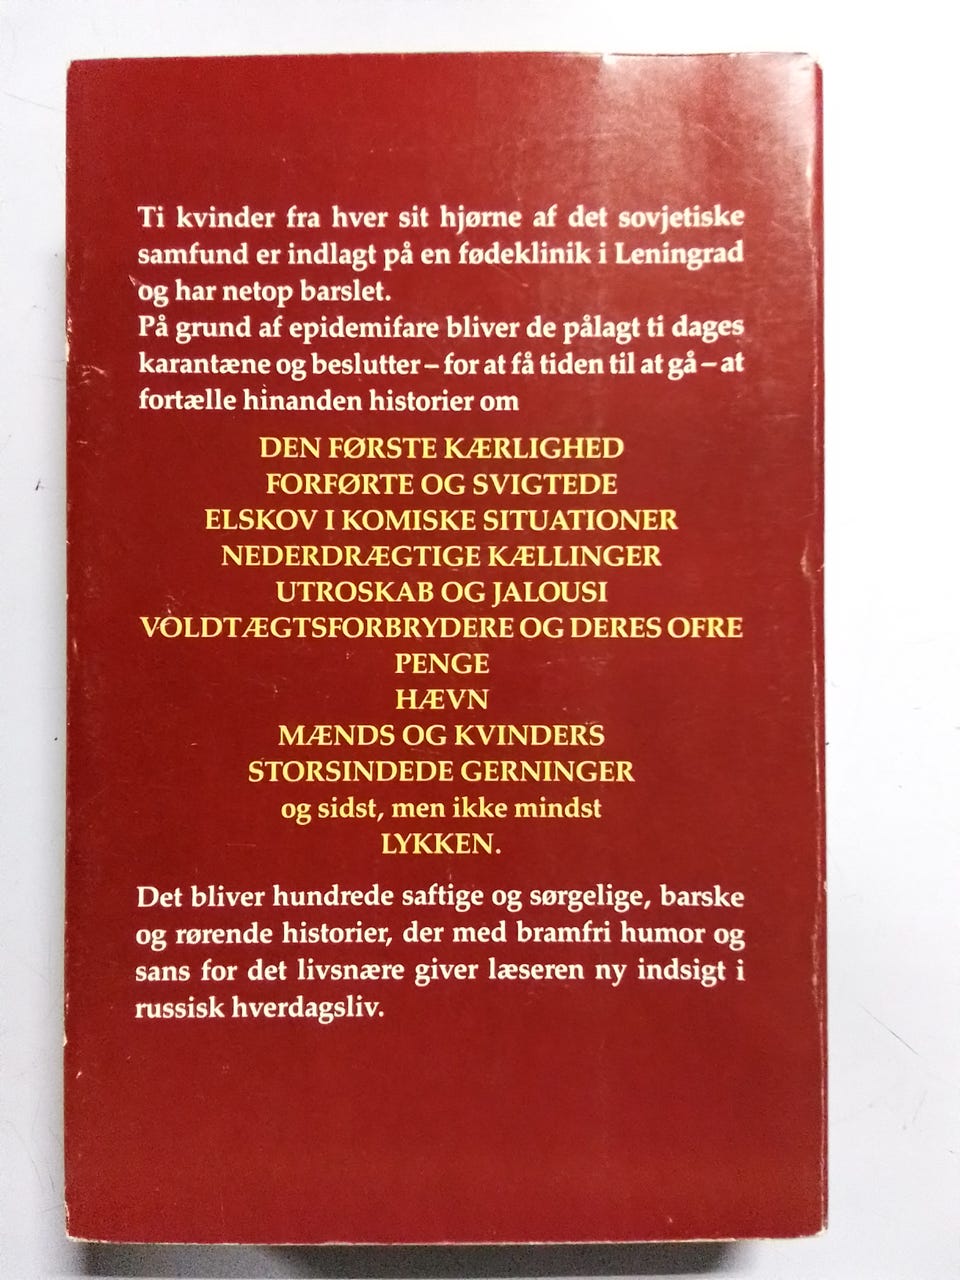 Ti kvinder fra hver sit hjørne af det sovjetiske
samfund er indlagt på en fødeklinik i Leningrad
og har netop barslet.
På grund af epidemifare bliver de pålagt ti dages
karantæne og beslutter – for at få tiden til at gå – at
fortælle hinanden historier om
DEN FØRSTE KÆRLIGHED
FORFØRTE OG SVIGTEDE
ELSKOV I KOMISKE SITUATIONER
NEDERDRÆGTIGE KÆLLINGER
UTROSKAB OG JALOUSI
VOLDTÆGTSFORBRYDERE OG DERES OFRE
PENGE
HÆVN
MÆNDS OG KVINDERS
STORSINDEDE GERNINGER
og sidst, men ikke mindst
LYKKEN.
Det bliver hundrede saftige og sørgelige, barske
og rørende historier, der med bramfri humor og
sans for det livsnære giver læseren ny indsigt i
russisk hverdagsliv.